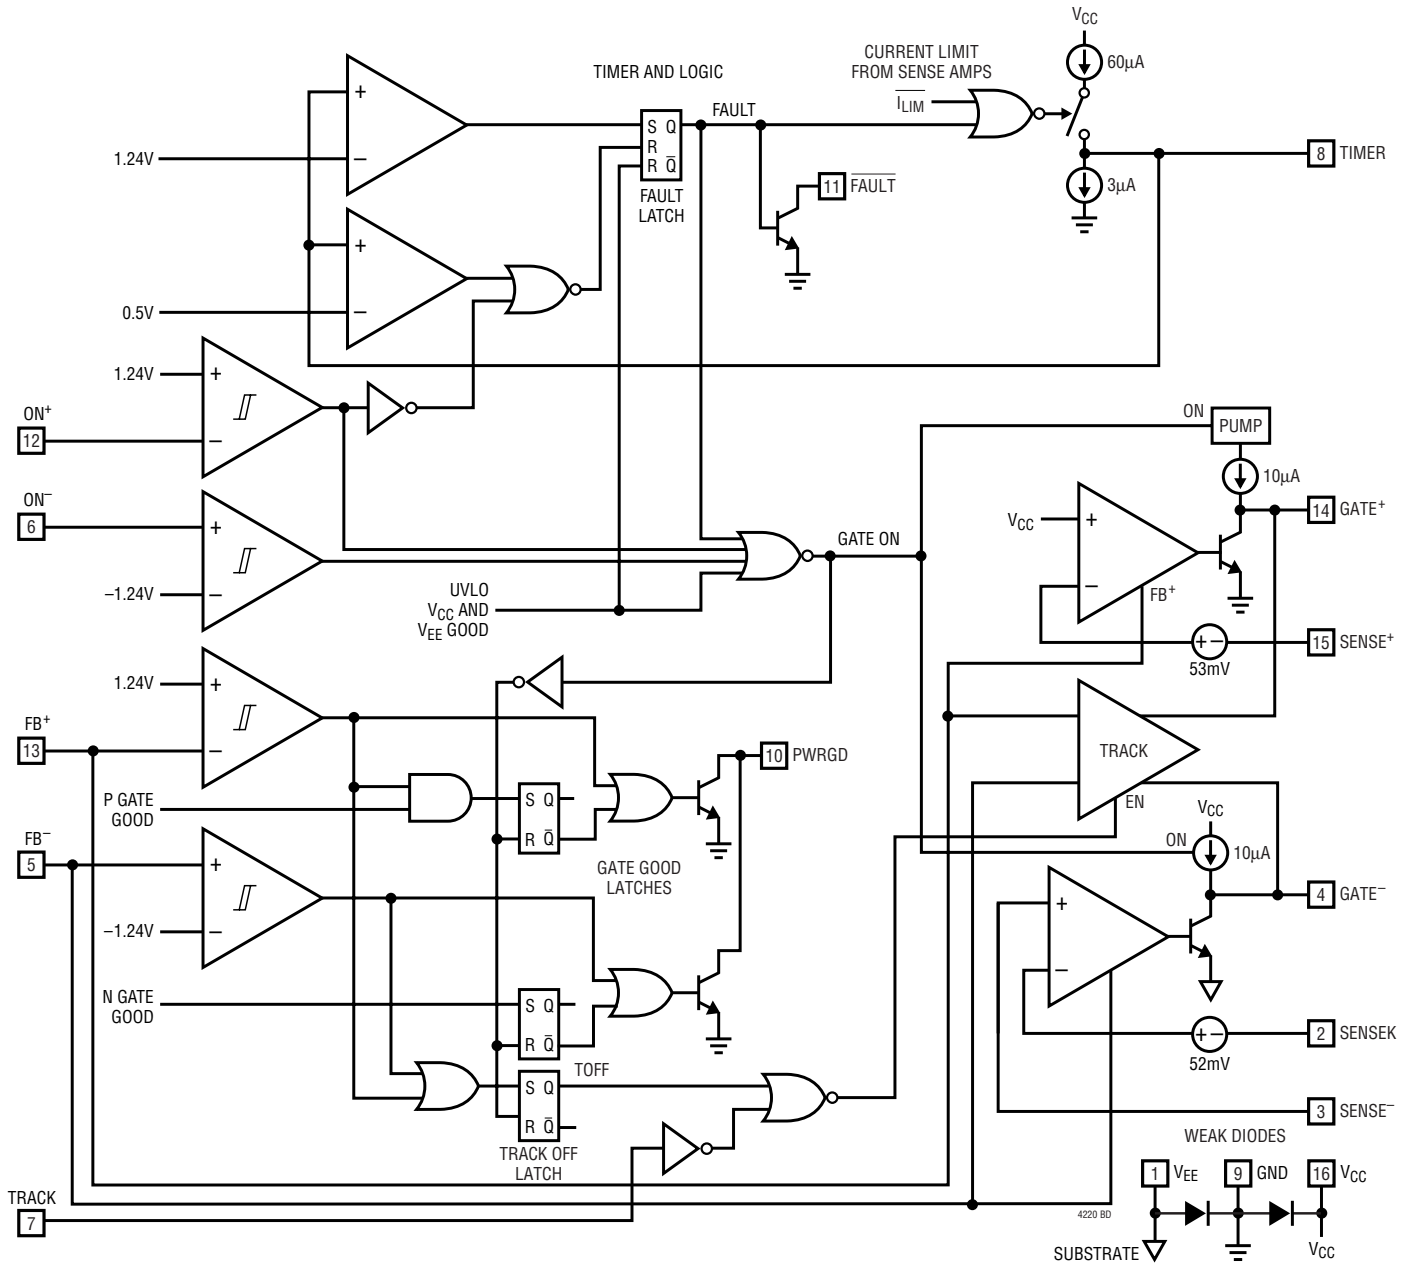 VCC
CURRENT LIMIT
FROM SENSE AMPS
60µA
TIMER AND LOGIC
ILIM
FAULT
+
S Q
R
R Q̅
1.24V
−
8 TIMER
11 FAULT
3µA
FAULT
LATCH
+
0.5V
−
1.24V
+
ON+
12
−
ON
PUMP
10µA
ON−
6
+
VCC
+
14 GATE+
GATE ON
−1.24V
−
−
FB+
UVLO
VCC AND
VEE GOOD
+ −
15 SENSE+
53mV
1.24V
+
FB+
13
−
10 PWRGD
TRACK
P GATE
GOOD
S Q
R Q̅
EN
VCC
FB−
5
+
GATE GOOD
LATCHES
ON
10µA
−1.24V
−
+
4 GATE−
−
N GATE
GOOD
S Q
R Q̅
+ −
2 SENSEK
52mV
TOFF
S Q
R Q̅
3 SENSE−
TRACK OFF
LATCH
WEAK DIODES
1 VEE
9 GND
16 VCC
TRACK
7
4220 BD
SUBSTRATE
VCC